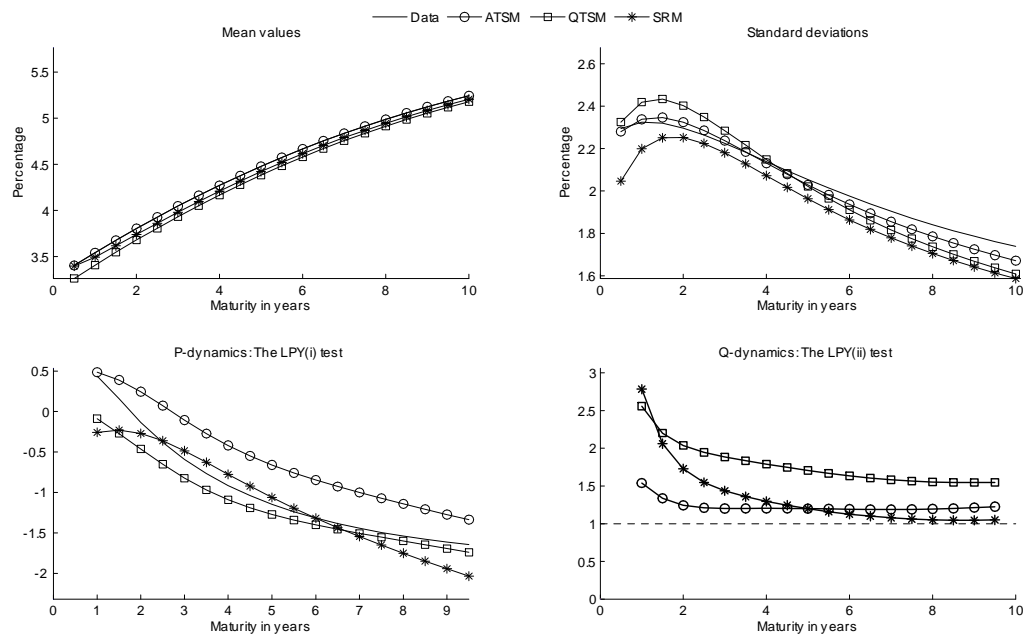 Data ATSM QTSM SRM
Mean values
Standard deviations
5.5
5
4.5
4
3.5
Percentage
0 2 4 6 8 10
Maturity in years
2.6
2.4
2.2
2
1.8
1.6
Percentage
0 2 4 6 8 10
Maturity in years
P-dynamics: The LPY(i) test
0.5
0
-0.5
-1
-1.5
-2
0 1 2 3 4 5 6 7 8 9
Maturity in years
Q-dynamics: The LPY(ii) test
3
2.5
2
1.5
1
0.5
0
0 2 4 6 8 10
Maturity in years